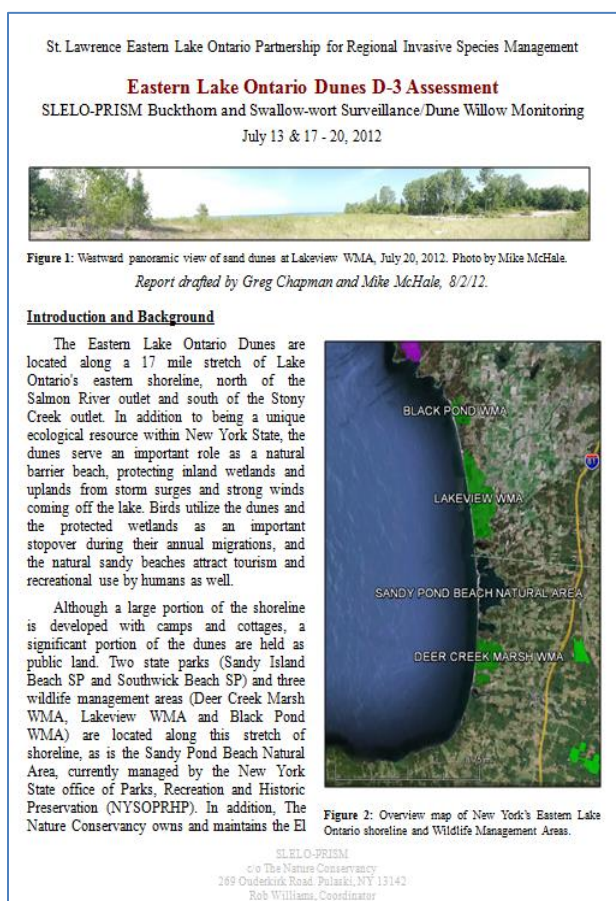 St. Lawrence Eastern Lake Ontario Partnership for Regional Invasive Species Management
Eastern Lake Ontario Dunes D-3 Assessment
SLELO-PRISM Buckthorn and Swallow-wort Surveillance/Dune Willow Monitoring
July 13 & 17 - 20, 2012
Figure 1: Westward panoramic view of sand dunes at Lakeview WMA, July 20, 2012. Photo by Mike McHale.
Report drafted by Greg Chapman and Mike McHale, 8/2/12.
Introduction and Background
The Eastern Lake Ontario Dunes are
located along a 17 mile stretch of Lake
Ontario's eastern shoreline, north of the
Salmon River outlet and south of the Stony
Creek outlet. In addition to being a unique
ecological resource within New York State, the
dunes serve an important role as a natural
barrier beach, protecting inland wetlands and
uplands from storm surges and strong winds
coming off the lake. Birds utilize the dunes and
the protected wetlands as an important
stopover during their annual migrations, and
the natural sandy beaches attract tourism and
recreational use by humans as well.
Although a large portion of the shoreline
is developed with camps and cottages, a
significant portion of the dunes are held as
public land. Two state parks (Sandy Island
Beach SP and Southwick Beach SP) and three
wildlife management areas (Deer Creek Marsh
WMA, Lakeview WMA and Black Pond
WMA) are located along this stretch of
shoreline, as is the Sandy Pond Beach Natural
Area, currently managed by the New York
State office of Parks, Recreation and Historic
Preservation (NYSOPRHP). In addition, The
Nature Conservancy owns and maintains the El
BLACK POND WMA
81
LAKEVIEW WMA
SANDY POND BEACH NATURAL AREA
DEER CREEK MARSH WMA
Figure 2: Overview map of New York's Eastern Lake
Ontario shoreline and Wildlife Management Areas.
SLELO-PRISM
c/o The Nature Conservancy
269 Ouderkirk Road. Pulaski, NY 13142
Rob Williams, Coordinator